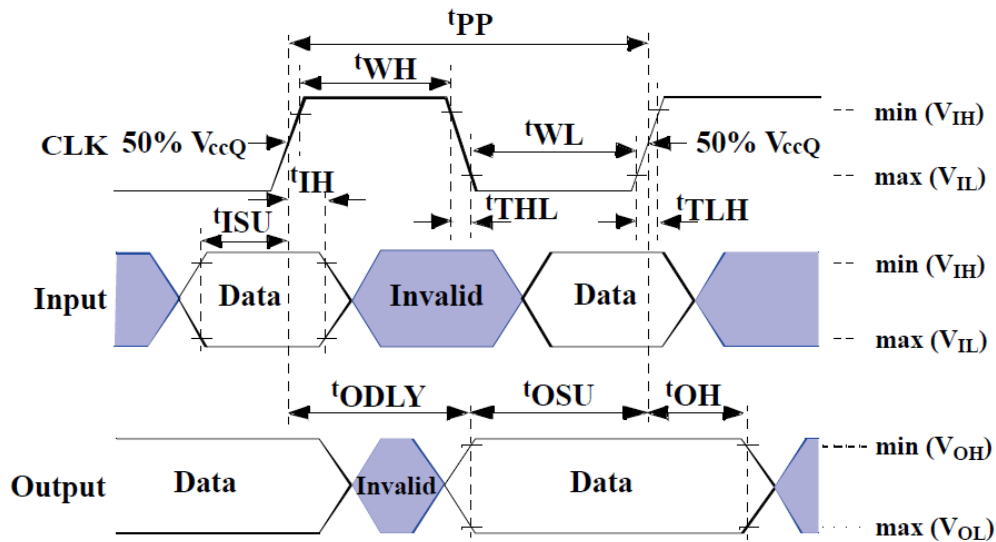 tPP
tWH
CLK 50% VccQ
tWL
50% VccQ
min (VIH)
max (VIL)
tIH
tTHL
tTLH
tISU
Input
Data
Invalid
Data
min (VIH)
max (VIL)
tODLY
tOSU
tOH
Output
Data
Invalid
Data
min (VOH)
max (VOL)